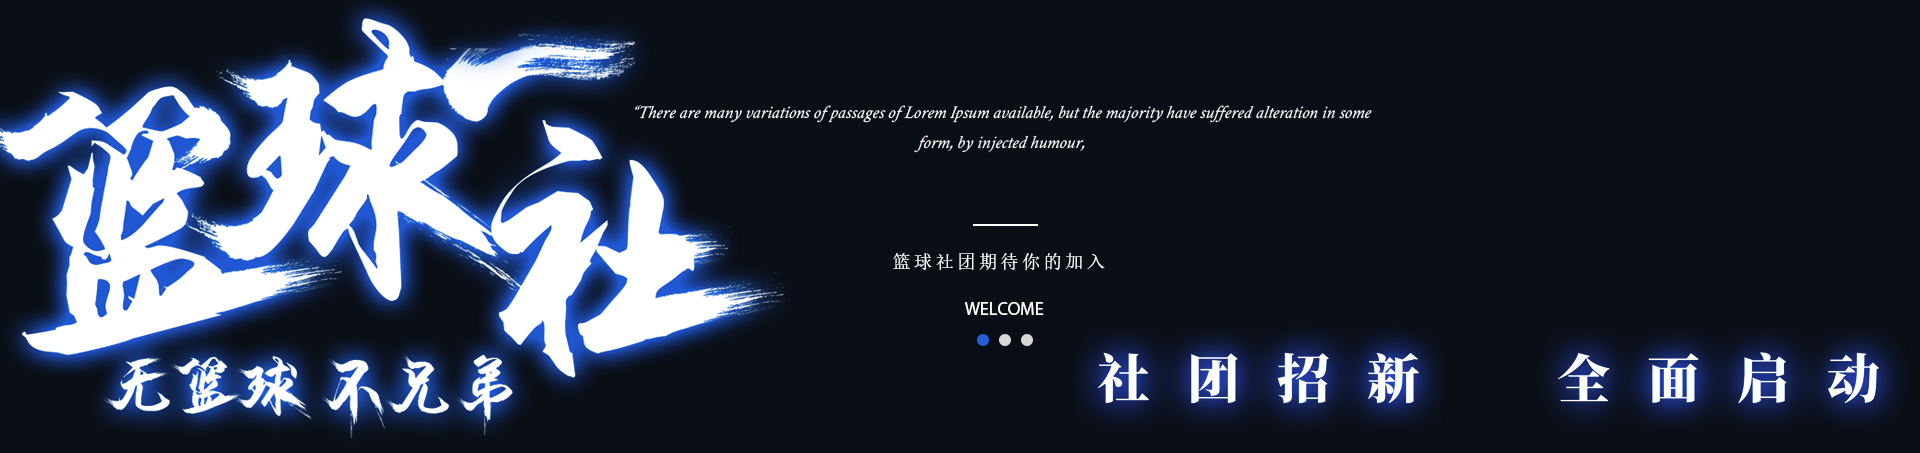 篮球社
无篮球 不兄弟
“There are many variations of passages of Lorem Ipsum available, but the majority have suffered alteration in some
form, by injected humour,
篮球社团期待你的加入
WELCOME
社团招新 全面启动